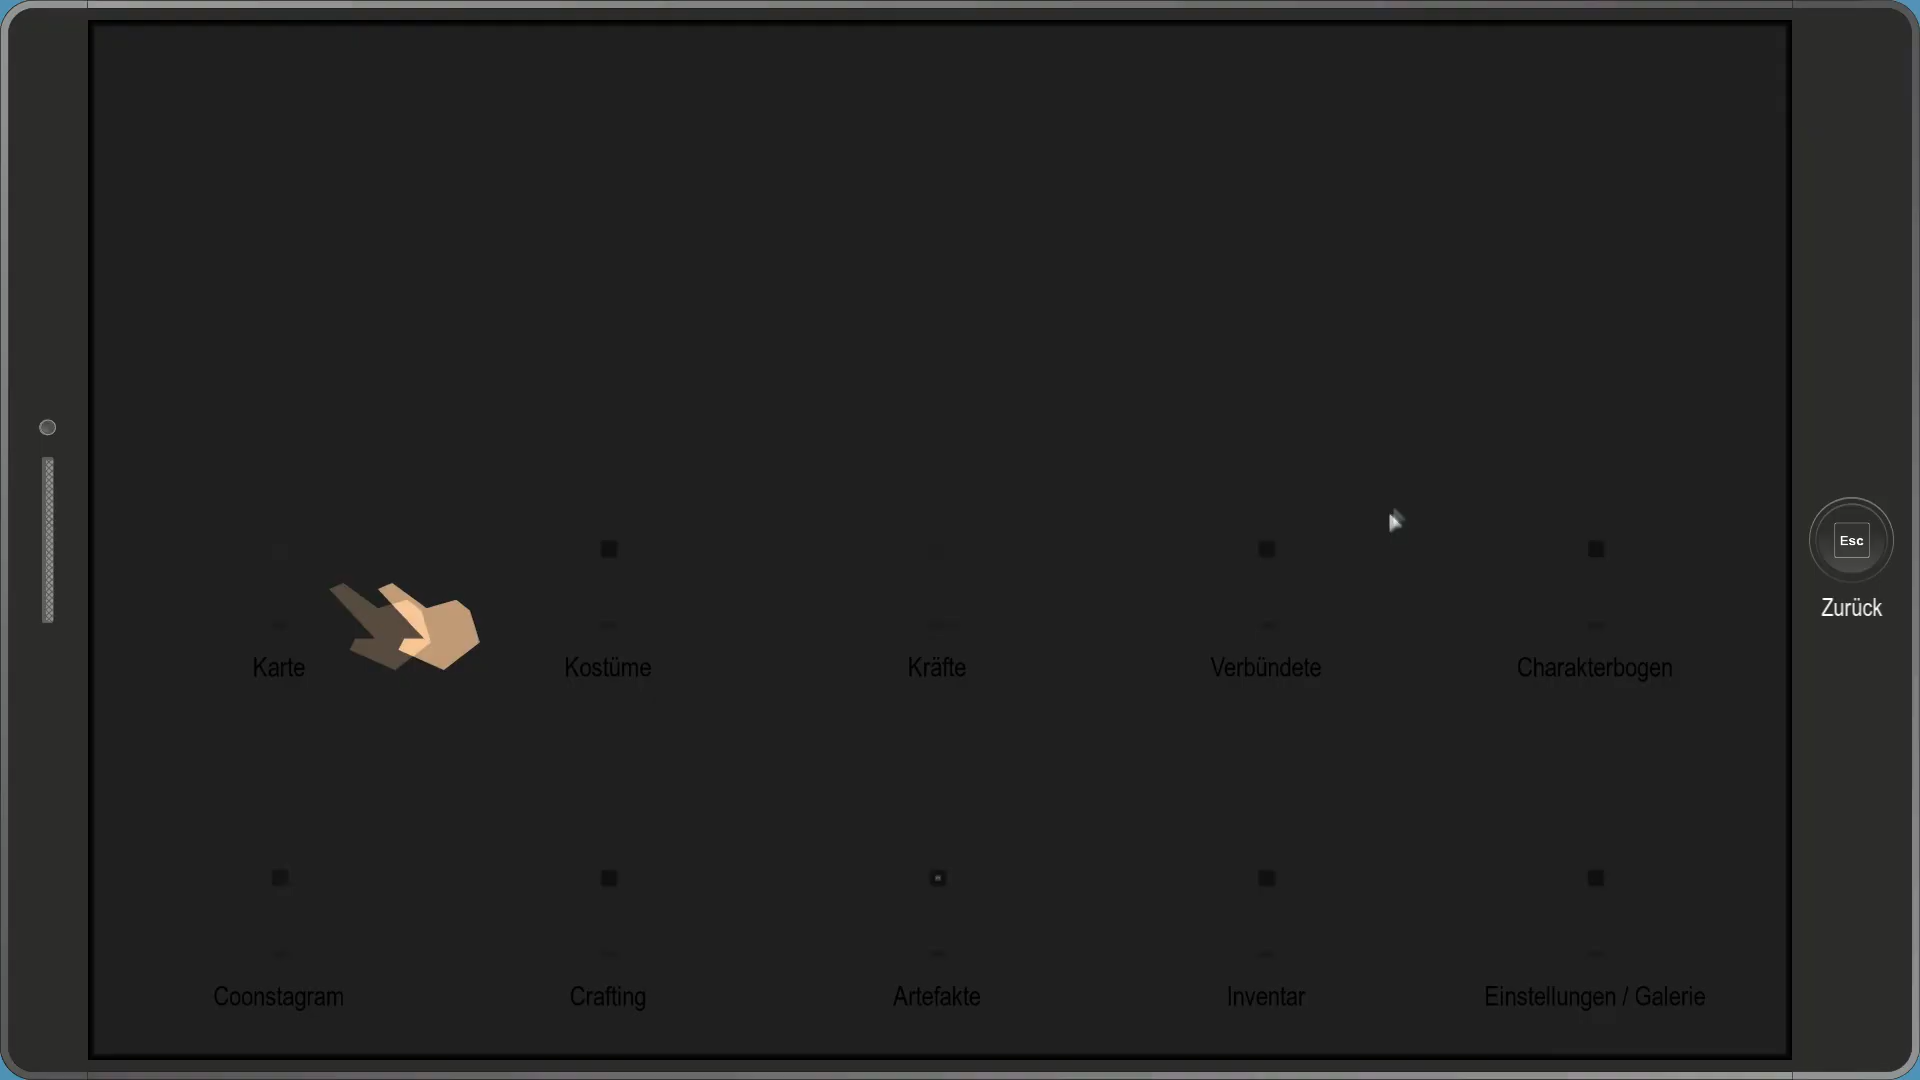 Esc
Zurück
Karte
Kostüme
Kräfte
Verbündete
Charakterbogen
Coonstagram
Crafting
Artefakte
Inventar
Einstellungen / Galerie